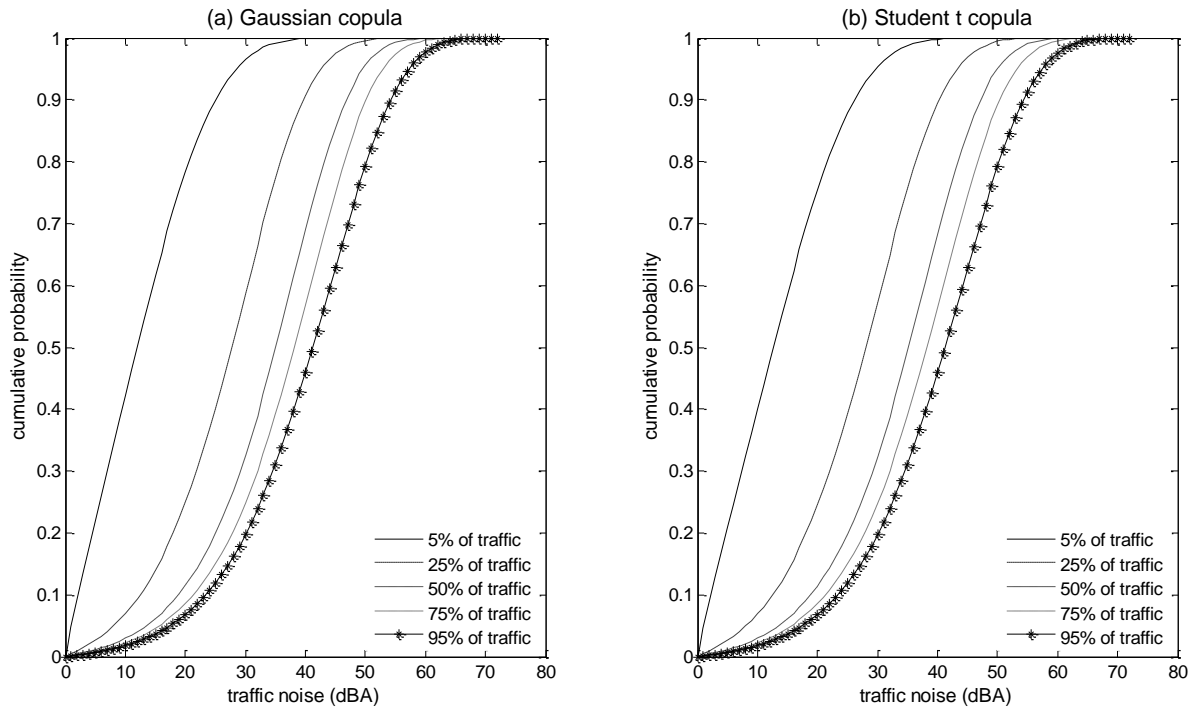 (a) Gaussian copula
1
0.9
0.8
0.7
0.6
0.5
0.4
0.3
0.2
0.1
0
cumulative probability
0 10 20 30 40 50 60 70 80
traffic noise (dBA)
5% of traffic
25% of traffic
50% of traffic
75% of traffic
95% of traffic
(b) Student t copula
1
0.9
0.8
0.7
0.6
0.5
0.4
0.3
0.2
0.1
0
cumulative probability
0 10 20 30 40 50 60 70 80
traffic noise (dBA)
5% of traffic
25% of traffic
50% of traffic
75% of traffic
95% of traffic